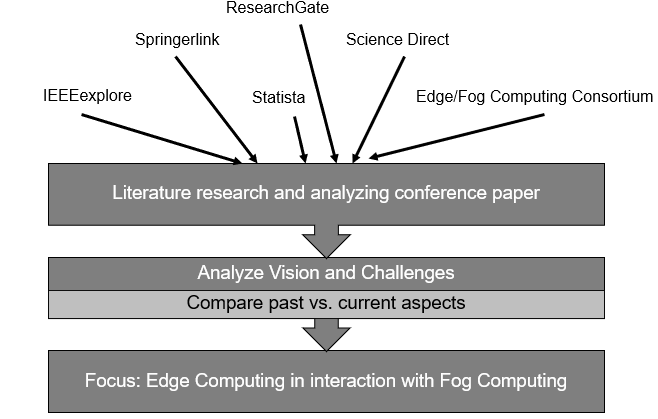 ResearchGate
Springerlink
Science Direct
IEEExplore
Statista
Edge/Fog Computing Consortium
Literature research and analyzing conference paper
Analyze Vision and Challenges
Compare past vs. current aspects
Focus: Edge Computing in interaction with Fog Computing